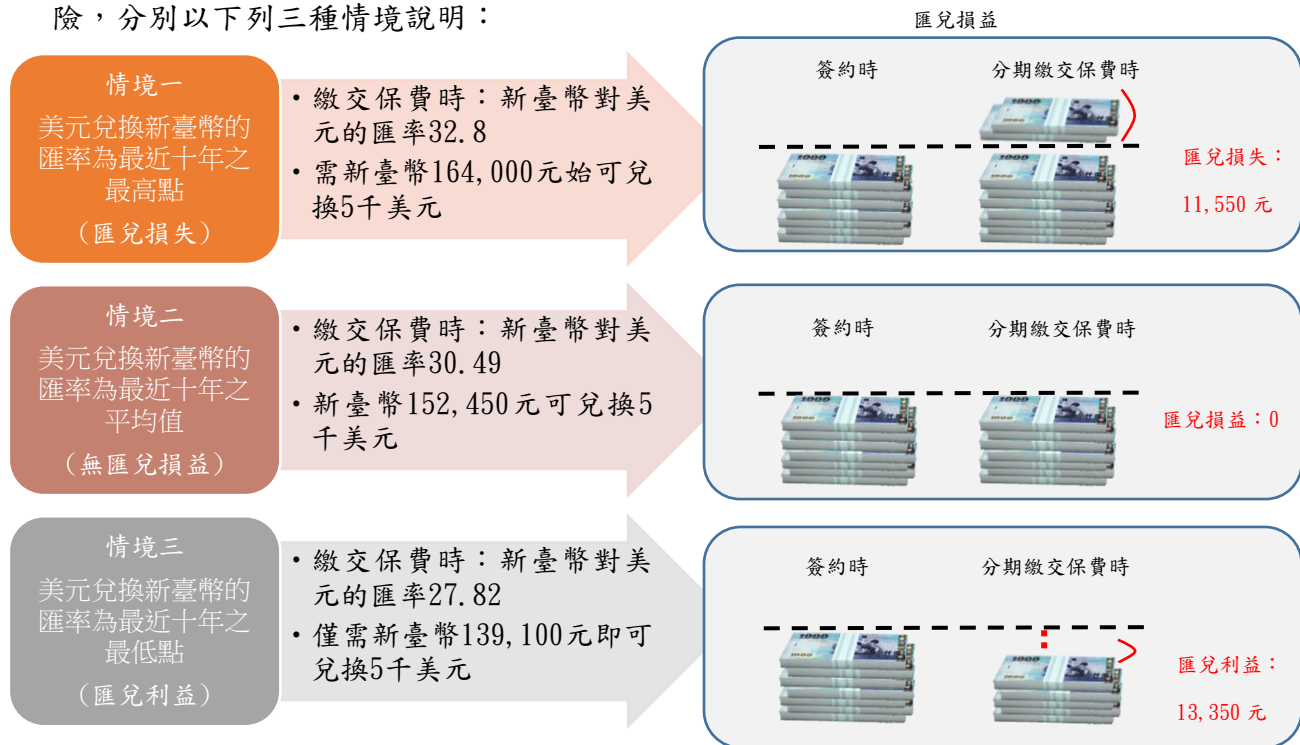 險，分別以下列三種情境說明：
匯兌損益
情境一
美元兌換新臺幣的
匯率為最近十年之
最高點
（匯兌損失）
・繳交保費時：新臺幣對美
元的匯率32.8
・需新臺幣164,000元始可兌
換5千美元
簽約時
分期繳交保費時
匯兌損失：
11,550 元
情境二
美元兌換新臺幣的
匯率為最近十年之
平均值
（無匯兌損益）
・繳交保費時：新臺幣對美
元的匯率30.49
・新臺幣152,450元可兌換5
千美元
簽約時
分期繳交保費時
匯兌損益：0
情境三
美元兌換新臺幣的
匯率為最近十年之
最低點
（匯兌利益）
・繳交保費時：新臺幣對美
元的匯率27.82
・僅需新臺幣139,100元即可
兌換5千美元
簽約時
分期繳交保費時
匯兌利益：
13,350 元